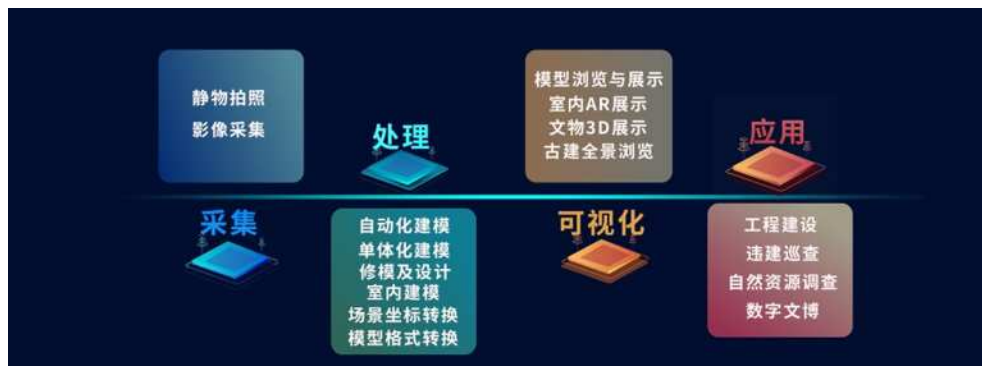 静物拍照
影像采集
采集
处理
自动化建模
单体化建模
修模及设计
室内建模
场景坐标转换
模型格式转换
模型浏览与展示
室内AR展示
文物3D展示
古建全景浏览
可视化
应用
工程建设
违建巡查
自然资源调查
数字文博